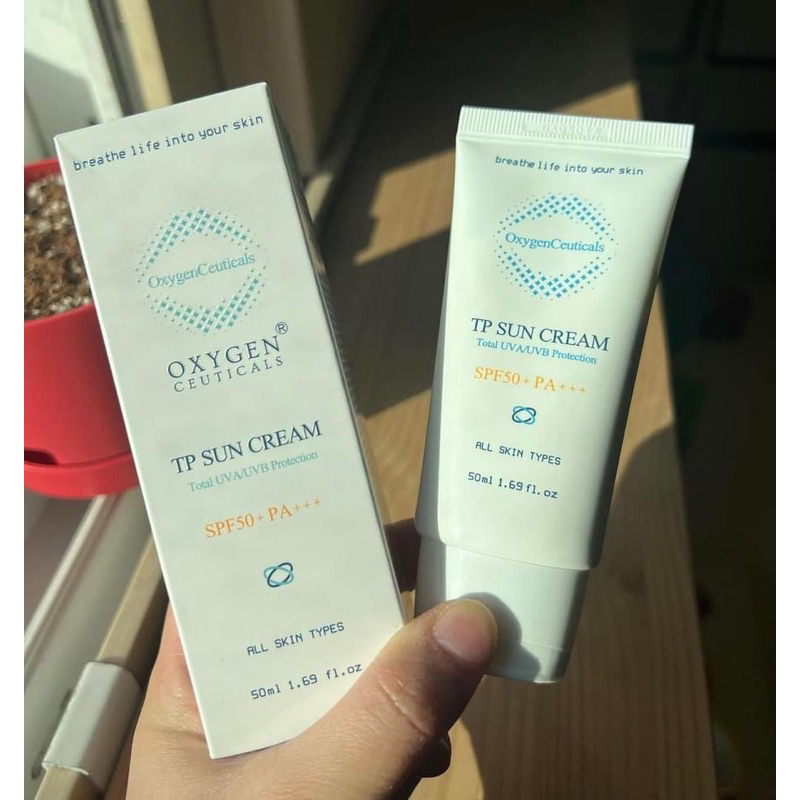 breathe life into your skin
OxygenCeuticals
OXYGEN®
CEUTICALS
TP SUN CREAM
Total UVA/UVB Protection
SPF50+ PA+++
ALL SKIN TYPES
50ml 1.69 fl.oz
breathe life into your skin
OxygenCeuticals
TP SUN CREAM
Total UVA/UVB Protection
SPF50+ PA+++
ALL SKIN TYPES
50ml 1.69 fl.oz